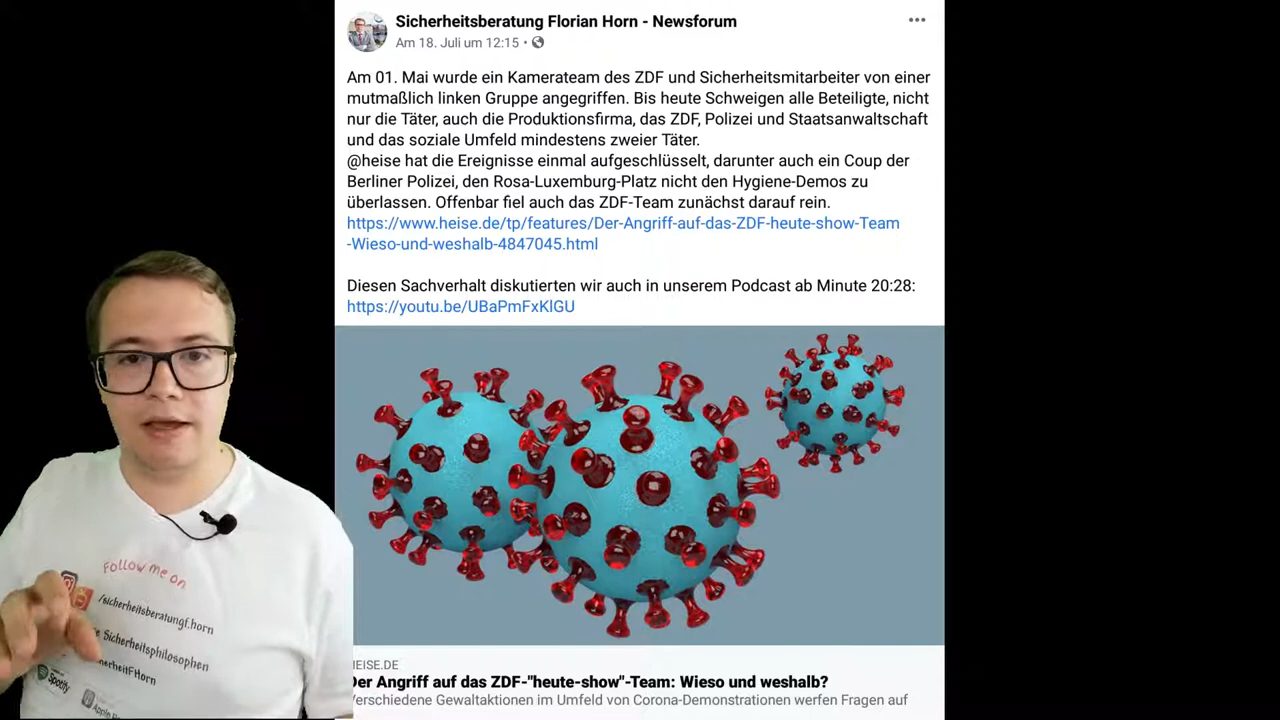 Sicherheitsberatung Florian Horn - Newsforum
Am 18. Juli um 12:15 •
Am 01. Mai wurde ein Kamerateam des ZDF und Sicherheitsmitarbeiter von einer
mutmaßlich linken Gruppe angegriffen. Bis heute Schweigen alle Beteiligte, nicht
nur die Täter, auch die Produktionsfirma, das ZDF, Polizei und Staatsanwaltschaft
und das soziale Umfeld mindestens zweier Täter.
@heise hat die Ereignisse einmal aufgeschlüsselt, darunter auch ein Coup der
Berliner Polizei, den Rosa-Luxemburg-Platz nicht den Hygiene-Demos zu
überlassen. Offenbar fiel auch das ZDF-Team zunächst darauf rein.
https://www.heise.de/tp/features/Der-Angriff-auf-das-ZDF-heute-show-Team
-Wieso-und-weshalb-4847045.html
Diesen Sachverhalt diskutierten wir auch in unserem Podcast ab Minute 20:28:
https://youtu.be/UBaPmFxKlGU
HEISE.DE
Der Angriff auf das ZDF-"heute-show"-Team: Wieso und weshalb?
Verschiedene Gewaltaktionen im Umfeld von Corona-Demonstrationen werfen Fragen auf
Follow me on
/sicherheitsberatungf.horn
Sicherheitsphilosophen
Spotify